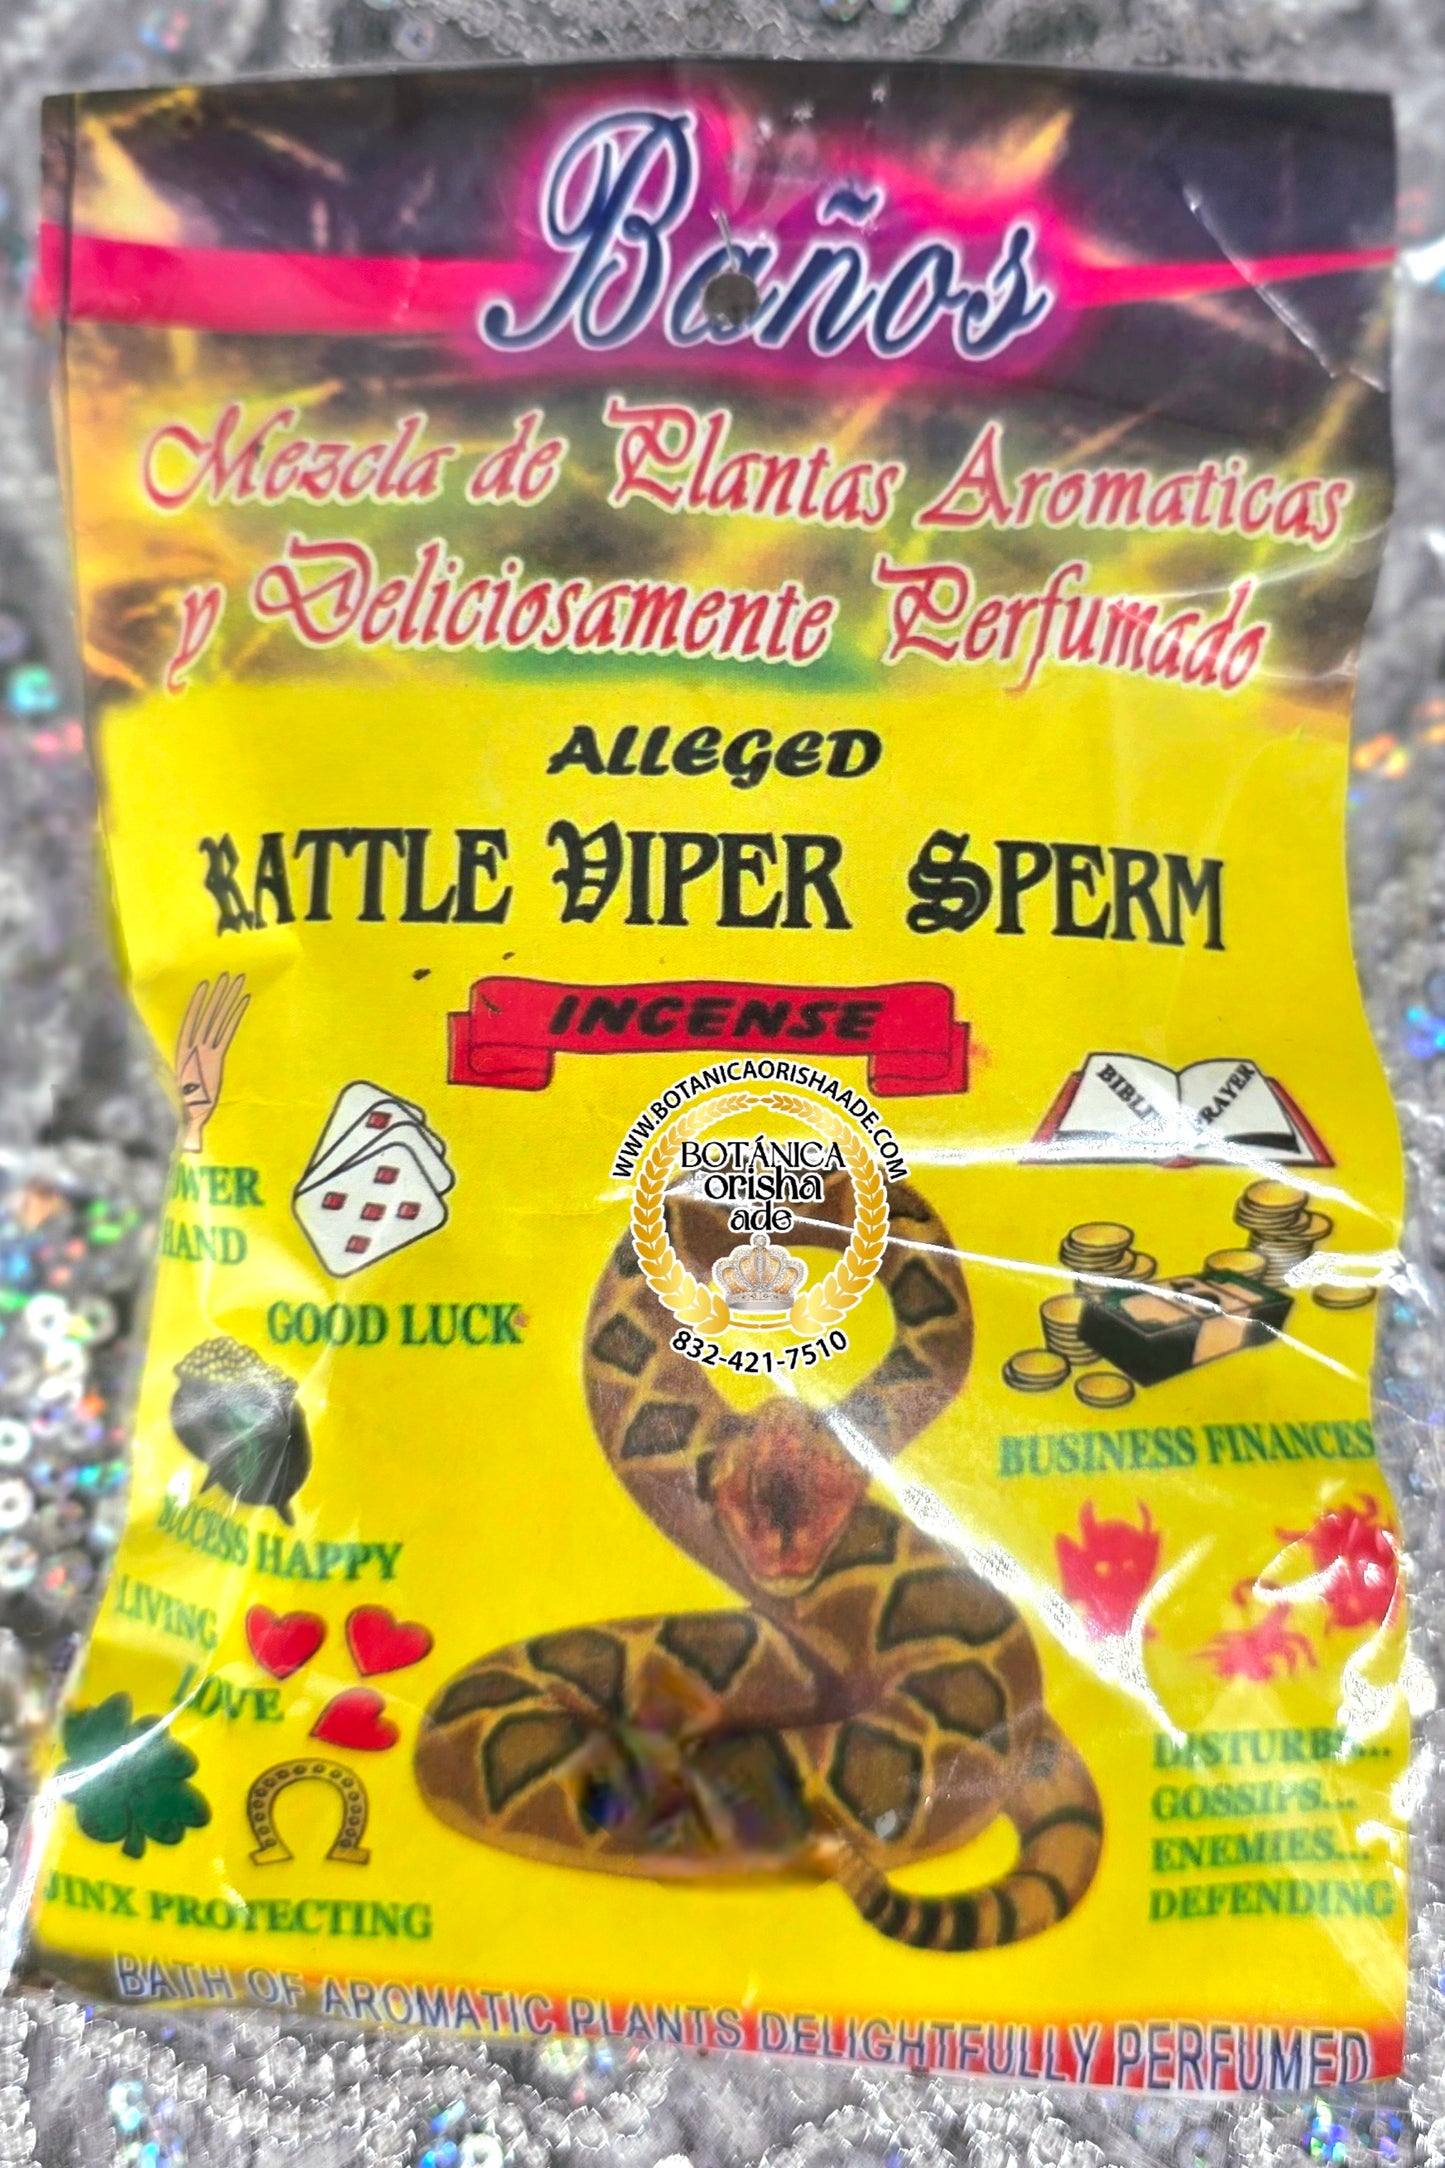 Baños
Mezcla de Plantas Aromaticas
y Deliciosamente Perfumado
ALLEGED
RATTLE VIPER SPERM
INCENSE
WWW.BOTANICAORISHAADE.COM
BOTÁNICA
orisha
ade
832-421-7510
BIBLE PRAYER
OWER
HAND
GOOD LUCK
BUSINESS FINANCES
SUCCESS HAPPY
LIVING
LOVE
DISTURBS...
GOSSIPS...
ENEMIES...
DEFENDING
JINX PROTECTING
BATH OF AROMATIC PLANTS DELIGHTFULLY PERFUMED